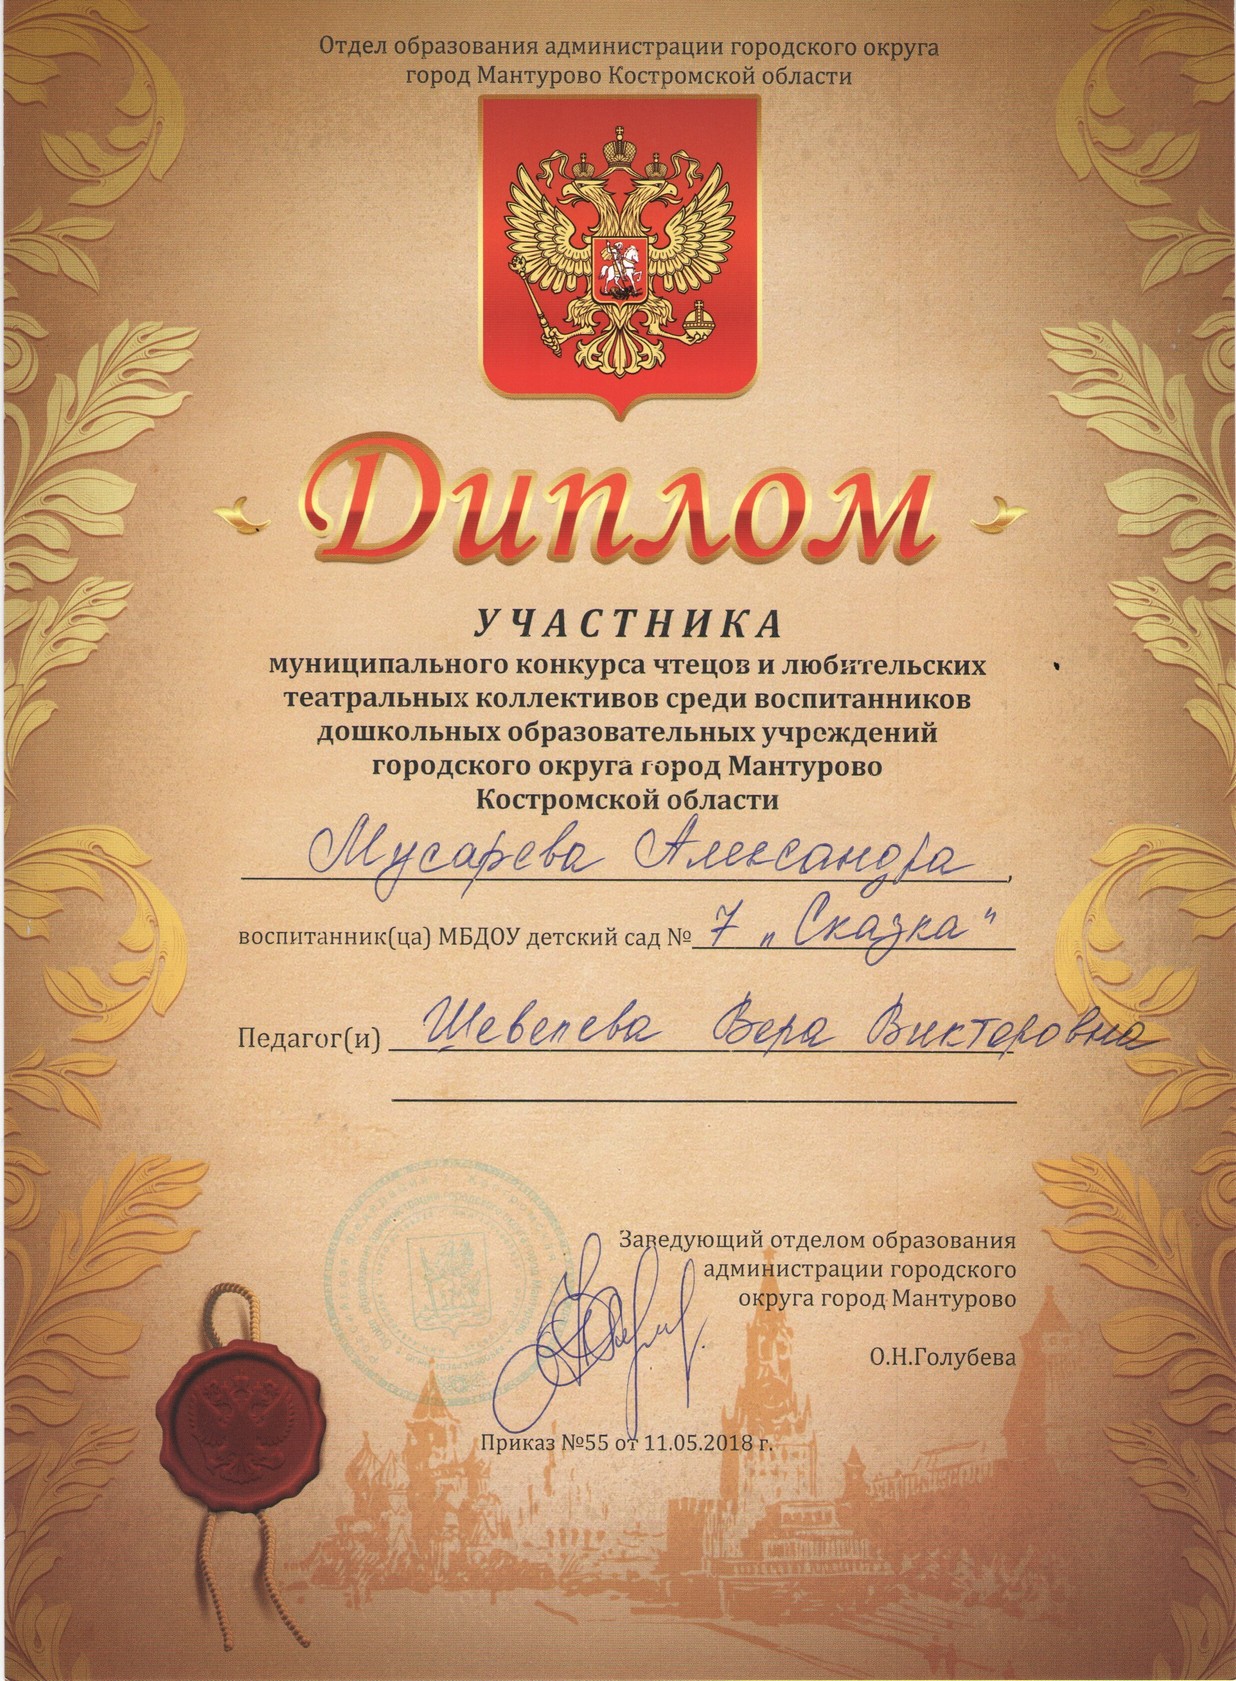 Отдел образования администрации городского округа
город Мантурово Костромской области
Диплом
УЧАСТНИКА
муниципального конкурса чтецов и любительских
театральных коллективов среди воспитанников
дошкольных образовательных учреждений
городского округа город Мантурово
Костромской области
Мусарева Александра,
воспитанник(ца) МБДОУ детский сад № 7 „Сказка“
Педагог(и) Шевелева Вера Викторовна
Заведующий отделом образования
администрации городского
округа город Мантурово
О.Н.Голубева
Приказ №55 от 11.05.2018 г.